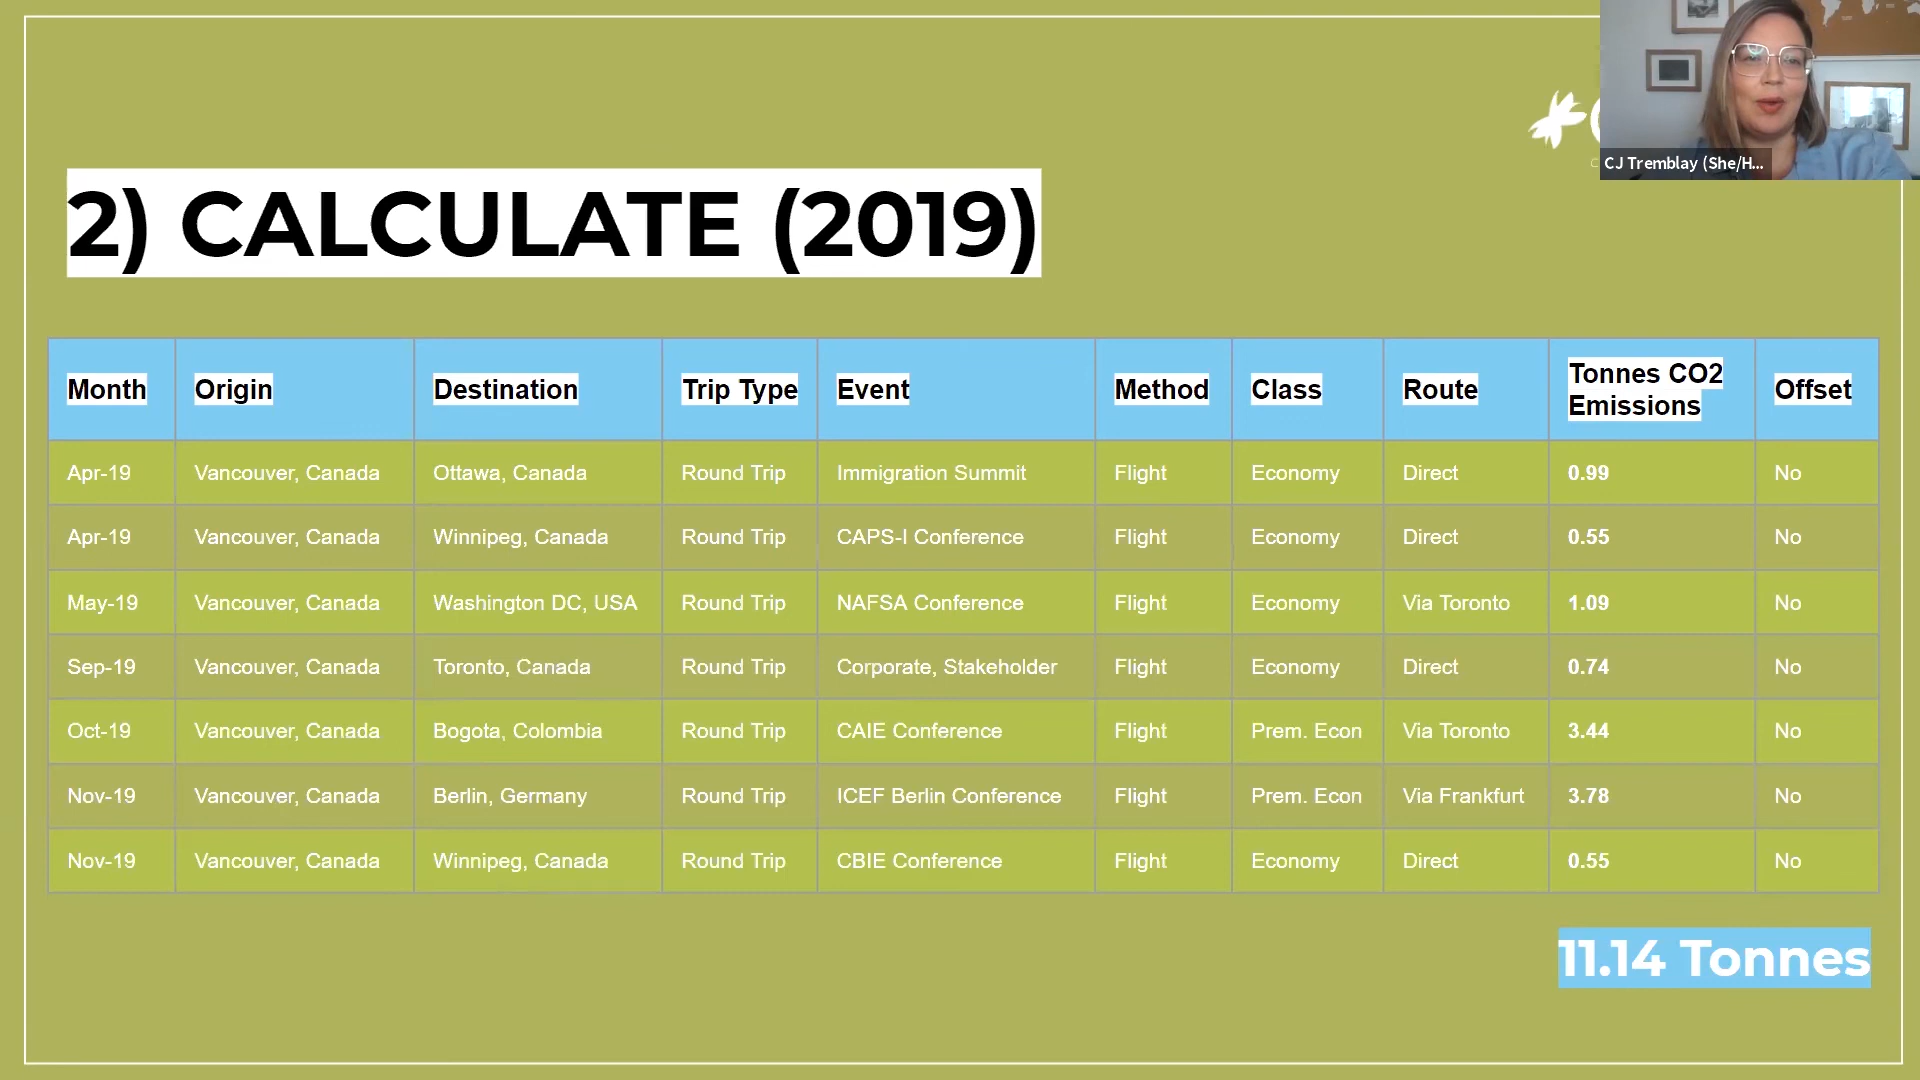 CJ Tremblay (She/H...
2) CALCULATE (2019)
Month Origin Destination Trip Type Event Method Class Route Tonnes CO2 Emissions Offset
Apr-19 Vancouver, Canada Ottawa, Canada Round Trip Immigration Summit Flight Economy Direct 0.99 No
Apr-19 Vancouver, Canada Winnipeg, Canada Round Trip CAPS-I Conference Flight Economy Direct 0.55 No
May-19 Vancouver, Canada Washington DC, USA Round Trip NAFSA Conference Flight Economy Via Toronto 1.09 No
Sep-19 Vancouver, Canada Toronto, Canada Round Trip Corporate, Stakeholder Flight Economy Direct 0.74 No
Oct-19 Vancouver, Canada Bogota, Colombia Round Trip CAIE Conference Flight Prem. Econ Via Toronto 3.44 No
Nov-19 Vancouver, Canada Berlin, Germany Round Trip ICEF Berlin Conference Flight Prem. Econ Via Frankfurt 3.78 No
Nov-19 Vancouver, Canada Winnipeg, Canada Round Trip CBIE Conference Flight Economy Direct 0.55 No
11.14 Tonnes